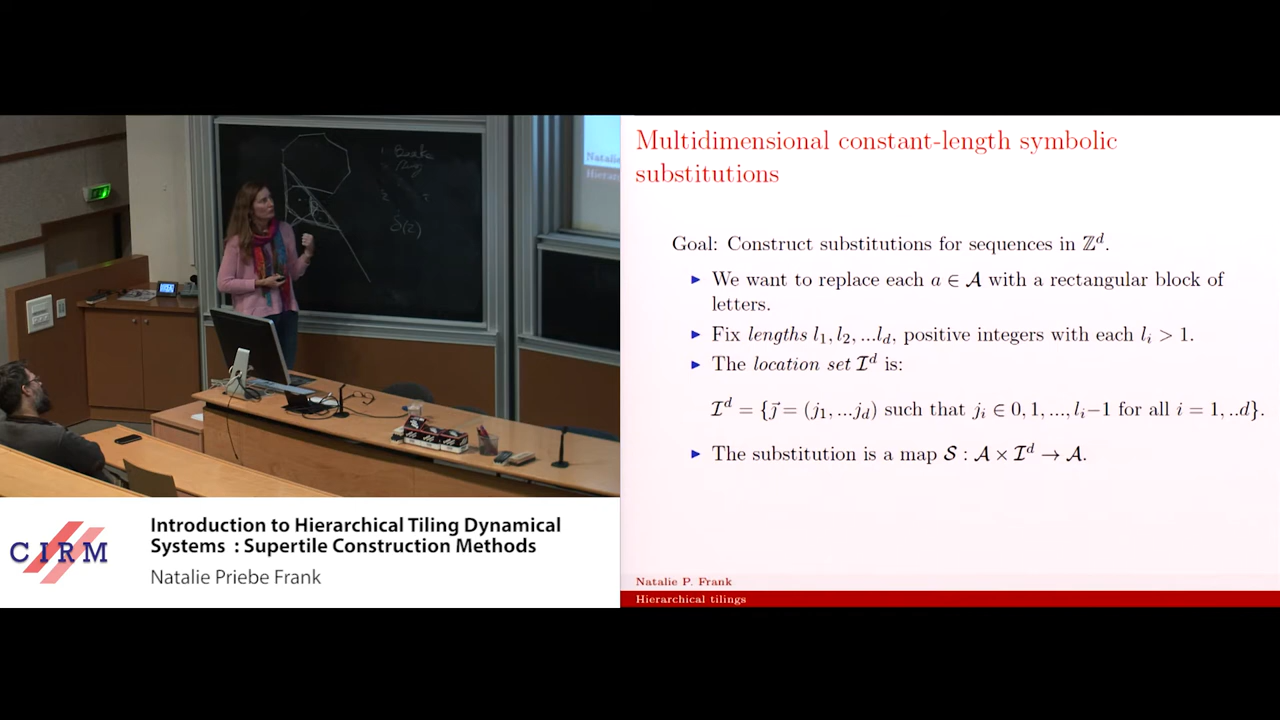 Multidimensional constant-length symbolic
substitutions
Goal: Construct substitutions for sequences in ℤ^d.
▶ We want to replace each a ∈ 𝒜 with a rectangular block of
letters.
▶ Fix lengths l₁, l₂, ...l_d, positive integers with each l_i > 1.
▶ The location set ℐ^d is:
ℐ^d = {ȷ⃗ = (j₁, ...j_d) such that j_i ∈ 0, 1, ..., l_i−1 for all i = 1, ..d}.
▶ The substitution is a map 𝒮 : 𝒜 × ℐ^d → 𝒜.
Natalie P. Frank
Hierarchical tilings
CIRM
Introduction to Hierarchical Tiling Dynamical
Systems : Supertile Construction Methods
Natalie Priebe Frank